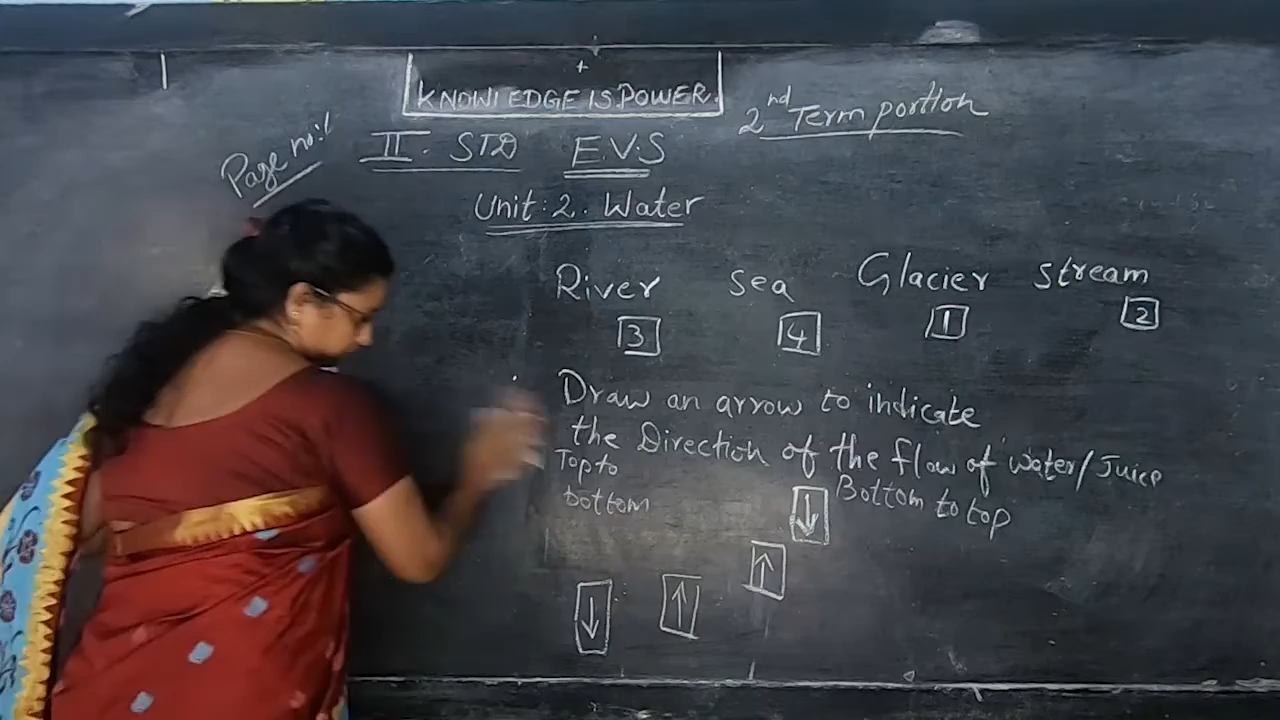 KNOWLEDGE IS POWER.
2nd Term portion
Page no:
II. STD E.V.S
Unit: 2. Water
River Sea Glacier Stream
3 4 1 2
Draw an arrow to indicate
the Direction of the flow of water/Juice
Top to
bottom
Bottom to top
↓ ↑ ↑ ↓